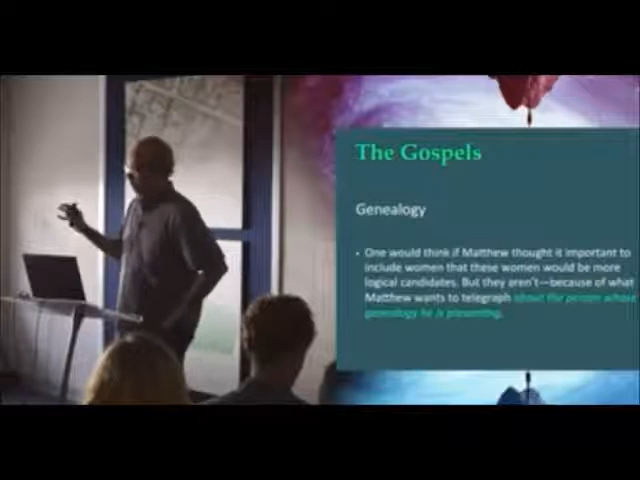 The Gospels
Genealogy
• One would think if Matthew thought it important to
include women that these women would be more
logical candidates. But they aren't—because of what
Matthew wants to telegraph about the person whose
genealogy he is presenting.